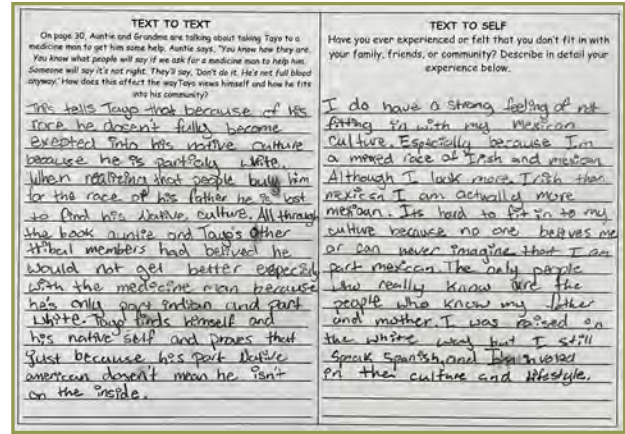 TEXT TO TEXT
On page 30, Auntie and Grandma are talking about taking Tayo to a
medicine man to get him some help. Auntie says, "You know how they are.
You know what people will say if we ask for a medicine man to help him.
Someone will say it's not right. They'll say, 'Don't do it. He's not full blood
anyway.' How does this affect the way Tayo views himself and how he fits
into his community?
This tells Tayo that because of his
race he dosen't fully become
exepted into his native culture
because he is partialy white.
When realizing that people bully him
for the race of his father he is lost
to find his Native culture. All through
the book auntie and Tayo's other
tribal members had belived he
would not get better especialy
with the medicine man because
he's only part indian and part
white. Tayo finds himself and
his native self and proves that
just because his part Native
american dosen't mean he isn't
on the inside.
TEXT TO SELF
Have you ever experienced or felt that you don't fit in with
your family, friends, or community? Describe in detail your
experience below.
I do have a strong feeling of not
fitting in with my mexican
culture. Especially because I'm
a mixed race of Irish and mexican
Although I look more Irish than
mexican I am actually more
mexican. Its hard to fit in to my
culture because no one belives me
or can never imagine that I am
part mexican. The only people
who really know are the
people who know my father
and mother. I was raised in
the white way but I still
speak spanish, and involved
in the culture and lifestyle.